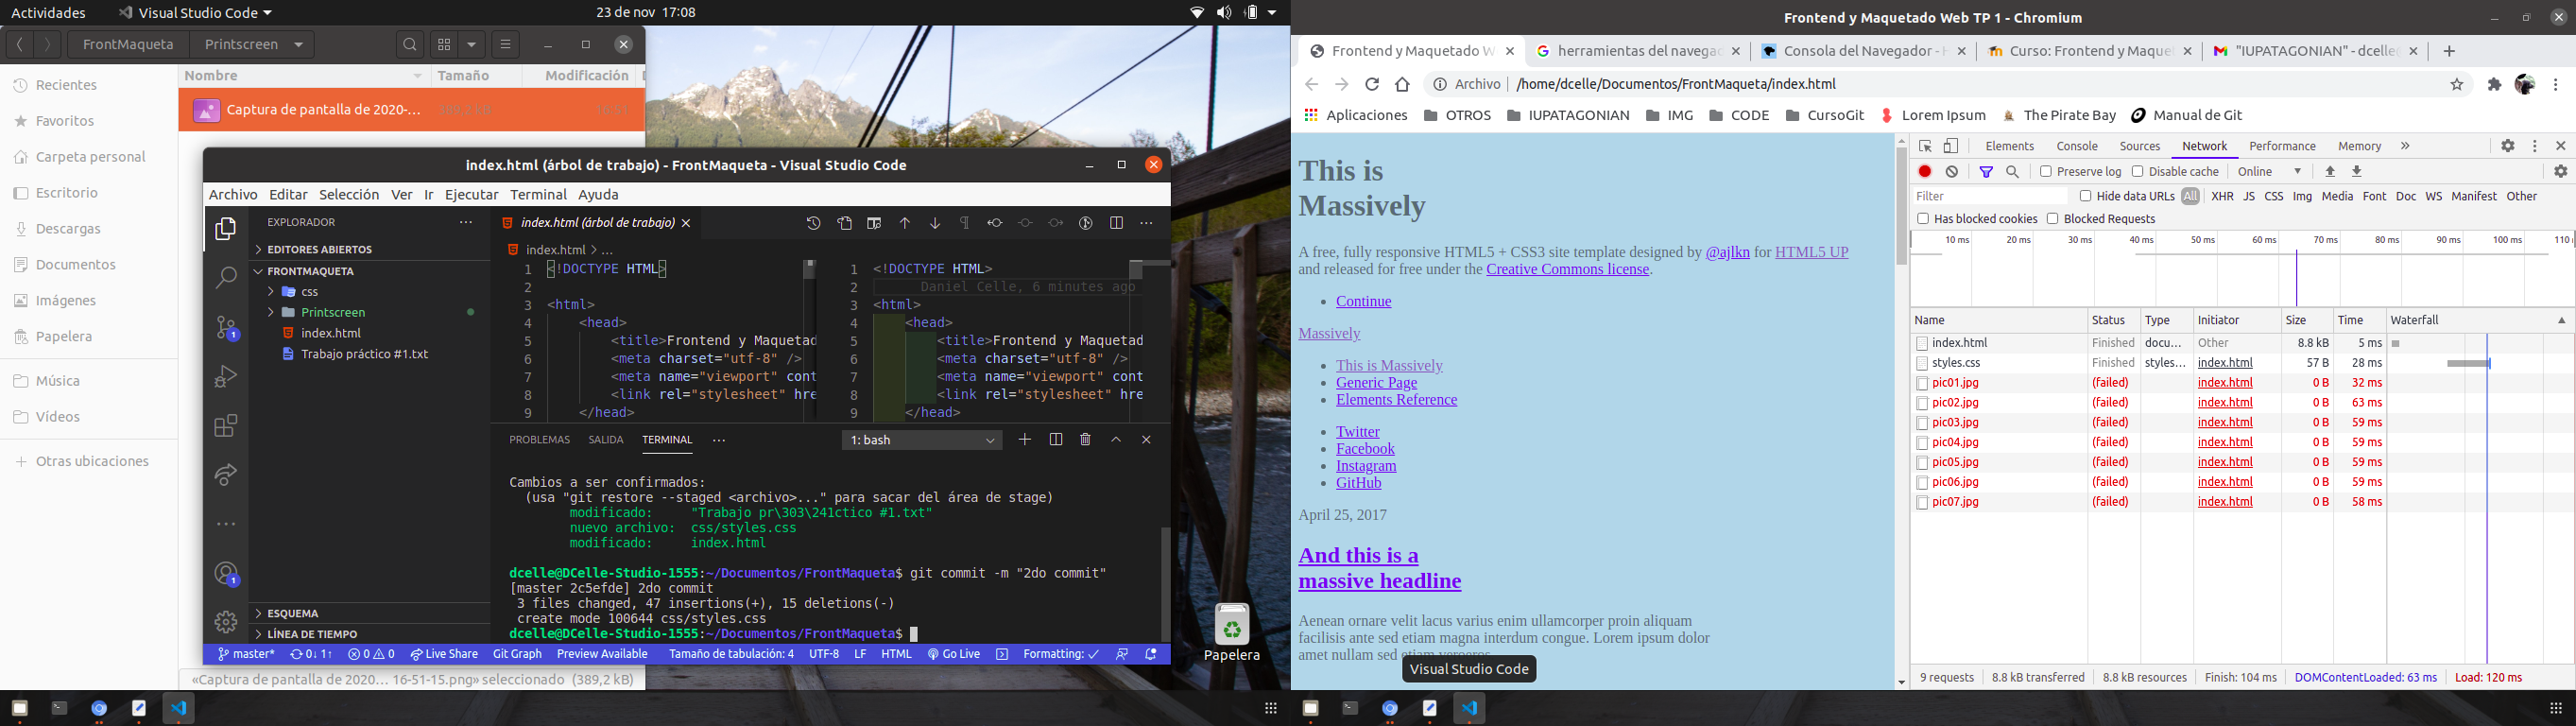 Actividades
Visual Studio Code
23 de nov 17:08
FrontMaqueta
Printscreen
Nombre
Tamaño
Modificación
Recientes
Favoritos
Carpeta personal
Escritorio
Descargas
Documentos
Imágenes
Papelera
Música
Vídeos
Otras ubicaciones
Captura de pantalla de 2020-…
389,2 kB
16:51
«Captura de pantalla de 2020… 16-51-15.png» seleccionado (389,2 kB)
index.html (árbol de trabajo) - FrontMaqueta - Visual Studio Code
Archivo Editar Selección Ver Ir Ejecutar Terminal Ayuda
EXPLORADOR
EDITORES ABIERTOS
FRONTMAQUETA
css
Printscreen
index.html
Trabajo práctico #1.txt
ESQUEMA
LÍNEA DE TIEMPO
index.html (árbol de trabajo)
index.html > ...
1 <!DOCTYPE HTML>
2
3 <html>
4 <head>
5 <title>Frontend y Maquetad
6 <meta charset="utf-8" />
7 <meta name="viewport" cont
8 <link rel="stylesheet" hre
9 </head>
1 <!DOCTYPE HTML>
2 Daniel Celle, 6 minutes ago
3 <html>
4 <head>
5 <title>Frontend y Maquetad
6 <meta charset="utf-8" />
7 <meta name="viewport" cont
8 <link rel="stylesheet" hre
9 </head>
PROBLEMAS SALIDA TERMINAL ...
1: bash
Cambios a ser confirmados:
(usa "git restore --staged <archivo>..." para sacar del área de stage)
modificado: "Trabajo pr\303\241ctico #1.txt"
nuevo archivo: css/styles.css
modificado: index.html
dcelle@DCelle-Studio-1555:~/Documentos/FrontMaqueta$ git commit -m "2do commit"
[master 2c5efde] 2do commit
3 files changed, 47 insertions(+), 15 deletions(-)
create mode 100644 css/styles.css
dcelle@DCelle-Studio-1555:~/Documentos/FrontMaqueta$
master* 0↓ 1↑ 0 0 Live Share Git Graph Preview Available Tamaño de tabulación: 4 UTF-8 LF HTML Go Live Formatting: ✓
Papelera
Frontend y Maquetado Web TP 1 - Chromium
Frontend y Maquetado W
herramientas del navegad
Consola del Navegador - H
Curso: Frontend y Maquet
"IUPATAGONIAN" - dcelle@
Archivo | /home/dcelle/Documentos/FrontMaqueta/index.html
Aplicaciones OTROS IUPATAGONIAN IMG CODE CursoGit Lorem Ipsum The Pirate Bay Manual de Git
This is
Massively
A free, fully responsive HTML5 + CSS3 site template designed by @ajlkn for HTML5 UP
and released for free under the Creative Commons license.
Continue
Massively
This is Massively
Generic Page
Elements Reference
Twitter
Facebook
Instagram
GitHub
April 25, 2017
And this is a
massive headline
Aenean ornare velit lacus varius enim ullamcorper proin aliquam
facilisis ante sed etiam magna interdum congue. Lorem ipsum dolor
amet nullam sed etiam veroeros.
Visual Studio Code
Elements Console Sources Network Performance Memory »
Preserve log Disable cache Online
Filter Hide data URLs All XHR JS CSS Img Media Font Doc WS Manifest Other
Has blocked cookies Blocked Requests
10 ms 20 ms 30 ms 40 ms 50 ms 60 ms 70 ms 80 ms 90 ms 100 ms 110
Name Status Type Initiator Size Time Waterfall
index.html Finished docu... Other 8.8 kB 5 ms
styles.css Finished styles... index.html 57 B 28 ms
pic01.jpg (failed) index.html 0 B 32 ms
pic02.jpg (failed) index.html 0 B 63 ms
pic03.jpg (failed) index.html 0 B 59 ms
pic04.jpg (failed) index.html 0 B 59 ms
pic05.jpg (failed) index.html 0 B 59 ms
pic06.jpg (failed) index.html 0 B 59 ms
pic07.jpg (failed) index.html 0 B 58 ms
9 requests 8.8 kB transferred 8.8 kB resources Finish: 104 ms DOMContentLoaded: 63 ms Load: 120 ms